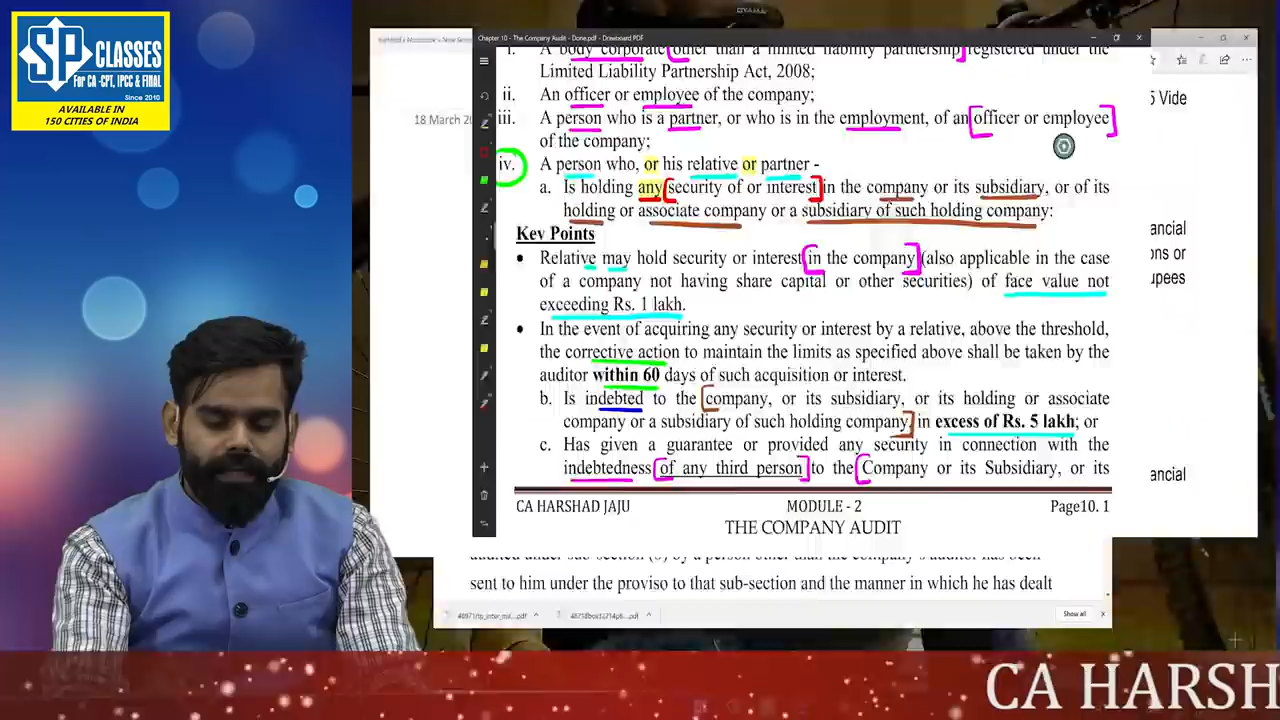 SP
CLASSES
For CA -CPT, IPCC & FINAL
Since 2010
AVAILABLE IN
150 CITIES OF INDIA
Chapter 10 - The Company Audit - Done.pdf - Drawboard PDF
18 March 20
5 Vide
ancial
ons or
upees
ancial
i. A body corporate other than a limited liability partnership registered under the
Limited Liability Partnership Act, 2008;
ii. An officer or employee of the company;
iii. A person who is a partner, or who is in the employment, of an officer or employee
of the company;
iv. A person who, or his relative or partner -
a. Is holding any security of or interest in the company or its subsidiary, or of its
holding or associate company or a subsidiary of such holding company:
Key Points
• Relative may hold security or interest in the company (also applicable in the case
of a company not having share capital or other securities) of face value not
exceeding Rs. 1 lakh.
• In the event of acquiring any security or interest by a relative, above the threshold,
the corrective action to maintain the limits as specified above shall be taken by the
auditor within 60 days of such acquisition or interest.
b. Is indebted to the company, or its subsidiary, or its holding or associate
company or a subsidiary of such holding company, in excess of Rs. 5 lakh; or
c. Has given a guarantee or provided any security in connection with the
indebtedness of any third person to the Company or its Subsidiary, or its
CA HARSHAD JAJU MODULE - 2 Page10. 1
THE COMPANY AUDIT
sent to him under the proviso to that sub-section and the manner in which he has dealt
Show all
CA HARSH